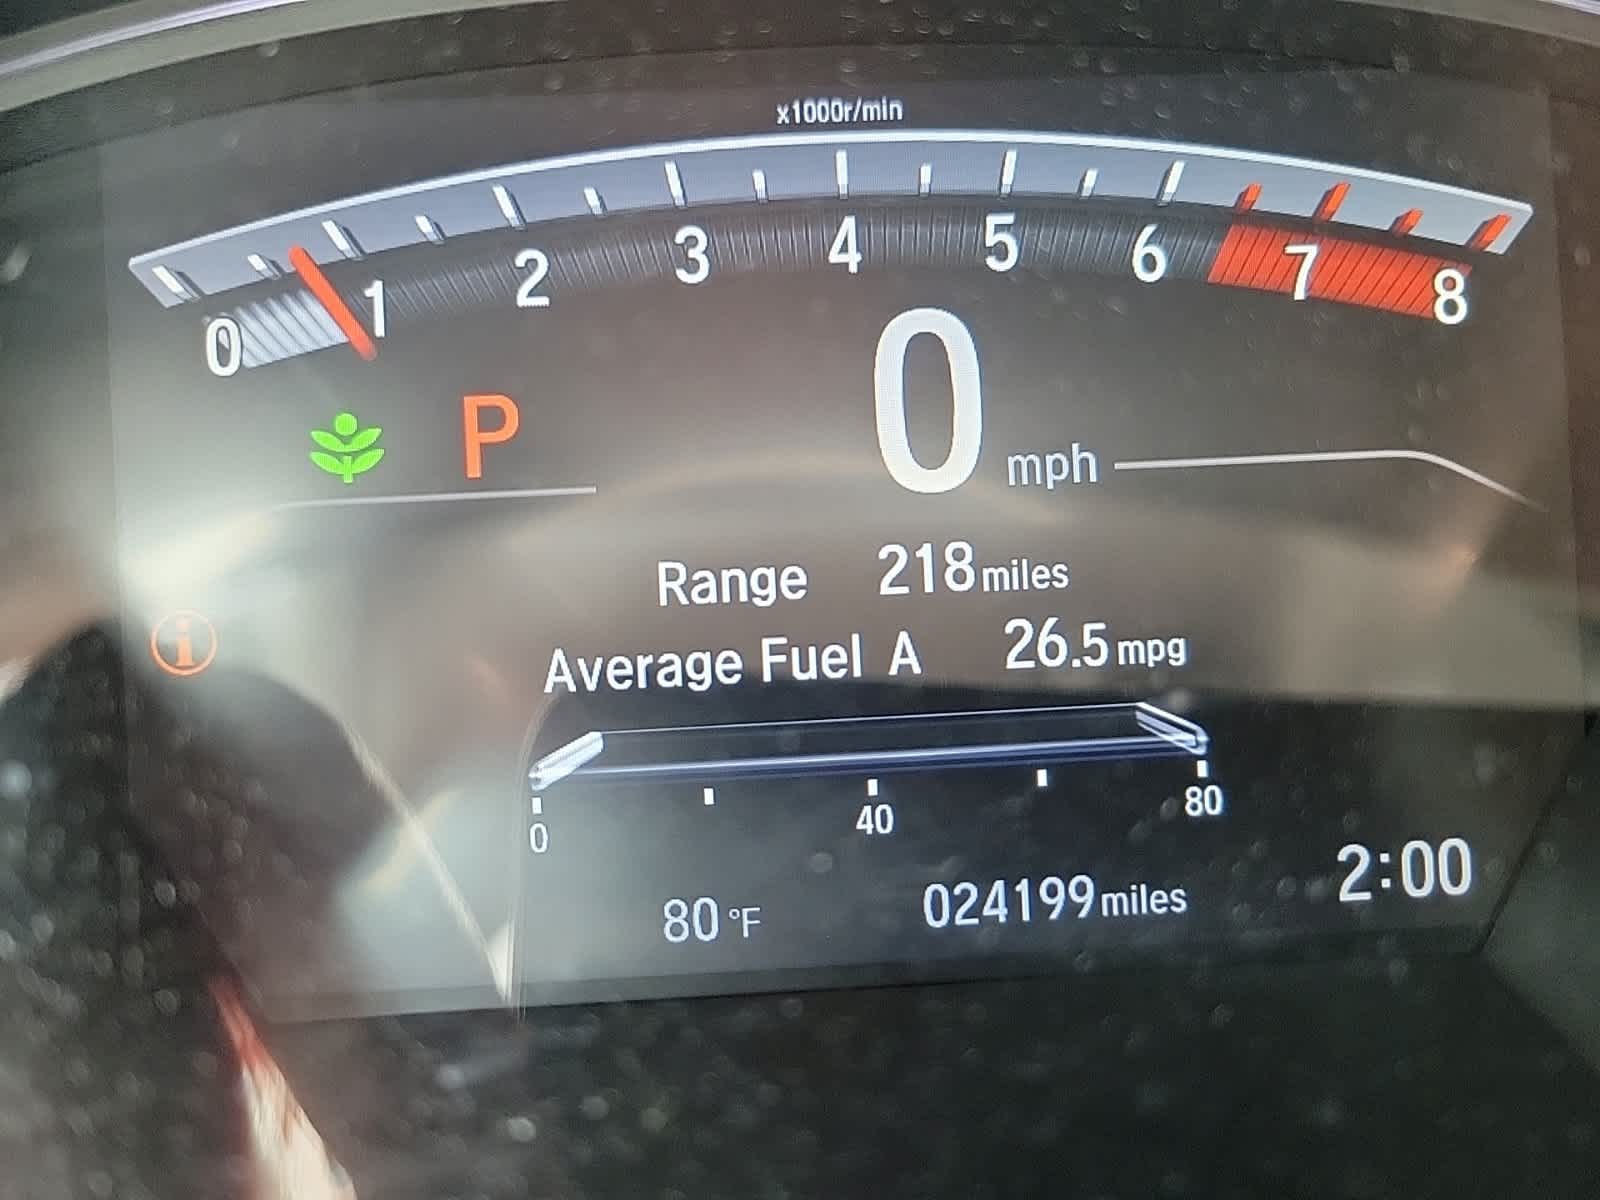 x1000r/min
0 1 2 3 4 5 6 7 8
P
0 mph
Range 218 miles
i
Average Fuel A 26.5 mpg
0 40 80
80 °F 024199 miles 2:00